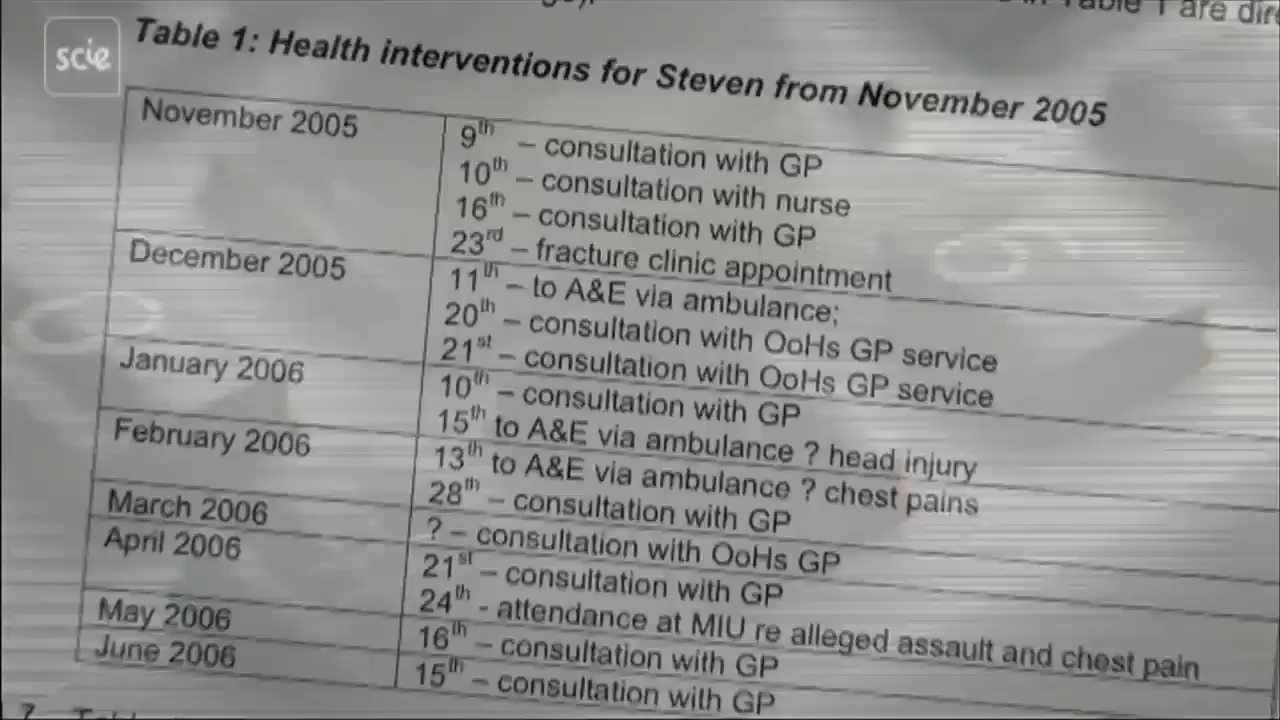 scie
Table 1 are
Table 1: Health interventions for Steven from November 2005
November 2005
9th – consultation with GP
10th – consultation with nurse
16th – consultation with GP
23rd – fracture clinic appointment
December 2005
11th – to A&E via ambulance;
20th – consultation with OoHs GP service
21st – consultation with OoHs GP service
January 2006
10th – consultation with GP
15th to A&E via ambulance ? head injury
February 2006
13th to A&E via ambulance ? chest pains
28th – consultation with GP
March 2006
? – consultation with OoHs GP
April 2006
21st – consultation with GP
24th - attendance at MIU re alleged assault and chest pain
May 2006
16th – consultation with GP
June 2006
15th – consultation with GP
7